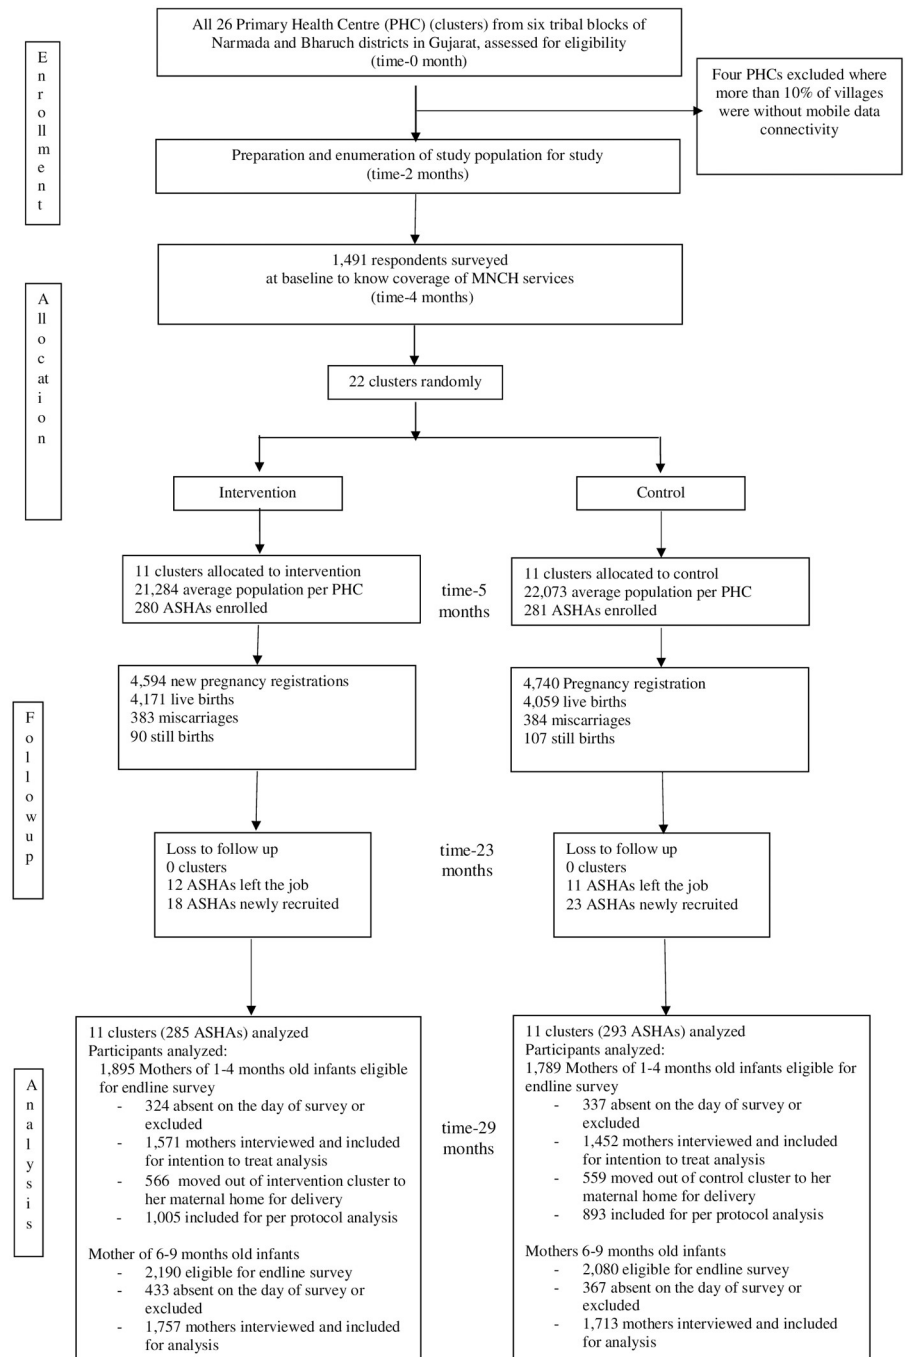 All 26 Primary Health Centre (PHC) (clusters) from six tribal blocks of
Narmada and Bharuch districts in Gujarat, assessed for eligibility
(time-0 month)
Enrollment
Four PHCs excluded where
more than 10% of villages
were without mobile data
connectivity
Preparation and enumeration of study population for study
(time-2 months)
1,491 respondents surveyed
at baseline to know coverage of MNCH services
(time-4 months)
Allocation
22 clusters randomly
Intervention
Control
11 clusters allocated to intervention
21,284 average population per PHC
280 ASHAs enrolled
time-5
months
11 clusters allocated to control
22,073 average population per PHC
281 ASHAs enrolled
4,594 new pregnancy registrations
4,171 live births
383 miscarriages
90 still births
4,740 Pregnancy registration
4,059 live births
384 miscarriages
107 still births
Followup
Loss to follow up
0 clusters
12 ASHAs left the job
18 ASHAs newly recruited
time-23
months
Loss to follow up
0 clusters
11 ASHAs left the job
23 ASHAs newly recruited
Analysis
11 clusters (285 ASHAs) analyzed
Participants analyzed:
1,895 Mothers of 1-4 months old infants eligible
for endline survey
- 324 absent on the day of survey or
excluded
- 1,571 mothers interviewed and included
for intention to treat analysis
- 566 moved out of intervention cluster to
her maternal home for delivery
- 1,005 included for per protocol analysis
Mother of 6-9 months old infants
- 2,190 eligible for endline survey
- 433 absent on the day of survey or
excluded
- 1,757 mothers interviewed and included
for analysis
time-29
months
11 clusters (293 ASHAs) analyzed
Participants analyzed:
1,789 Mothers of 1-4 months old infants eligible for
endline survey
- 337 absent on the day of survey or
excluded
- 1,452 mothers interviewed and included
for intention to treat analysis
- 559 moved out of control cluster to her
maternal home for delivery
- 893 included for per protocol analysis
Mothers 6-9 months old infants
- 2,080 eligible for endline survey
- 367 absent on the day of survey or
excluded
- 1,713 mothers interviewed and included
for analysis